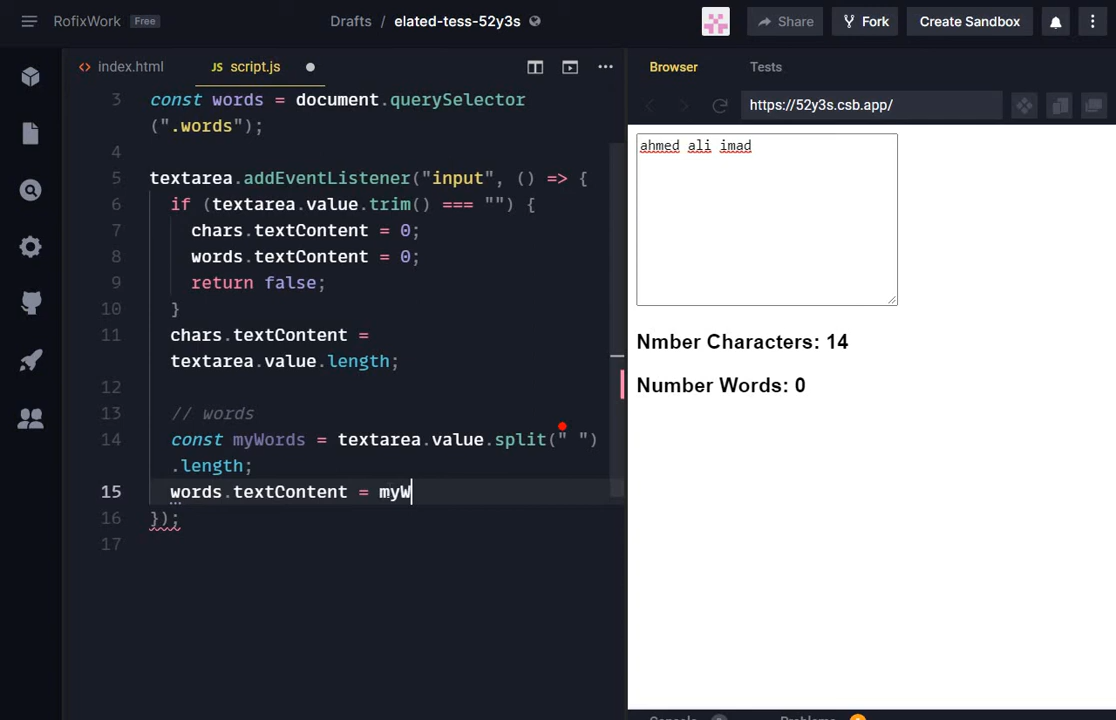 RofixWork Free
Drafts / elated-tess-52y3s
Share
Fork
Create Sandbox
index.html
JS script.js
Browser
Tests
https://52y3s.csb.app/
3 const words = document.querySelector
(".words");
4
5 textarea.addEventListener("input", () => {
6 if (textarea.value.trim() === "") {
7 chars.textContent = 0;
8 words.textContent = 0;
9 return false;
10 }
11 chars.textContent =
textarea.value.length;
12
13 // words
14 const myWords = textarea.value.split(" ")
.length;
15 words.textContent = myW
16 });
17
ahmed ali imad
Nmber Characters: 14
Number Words: 0